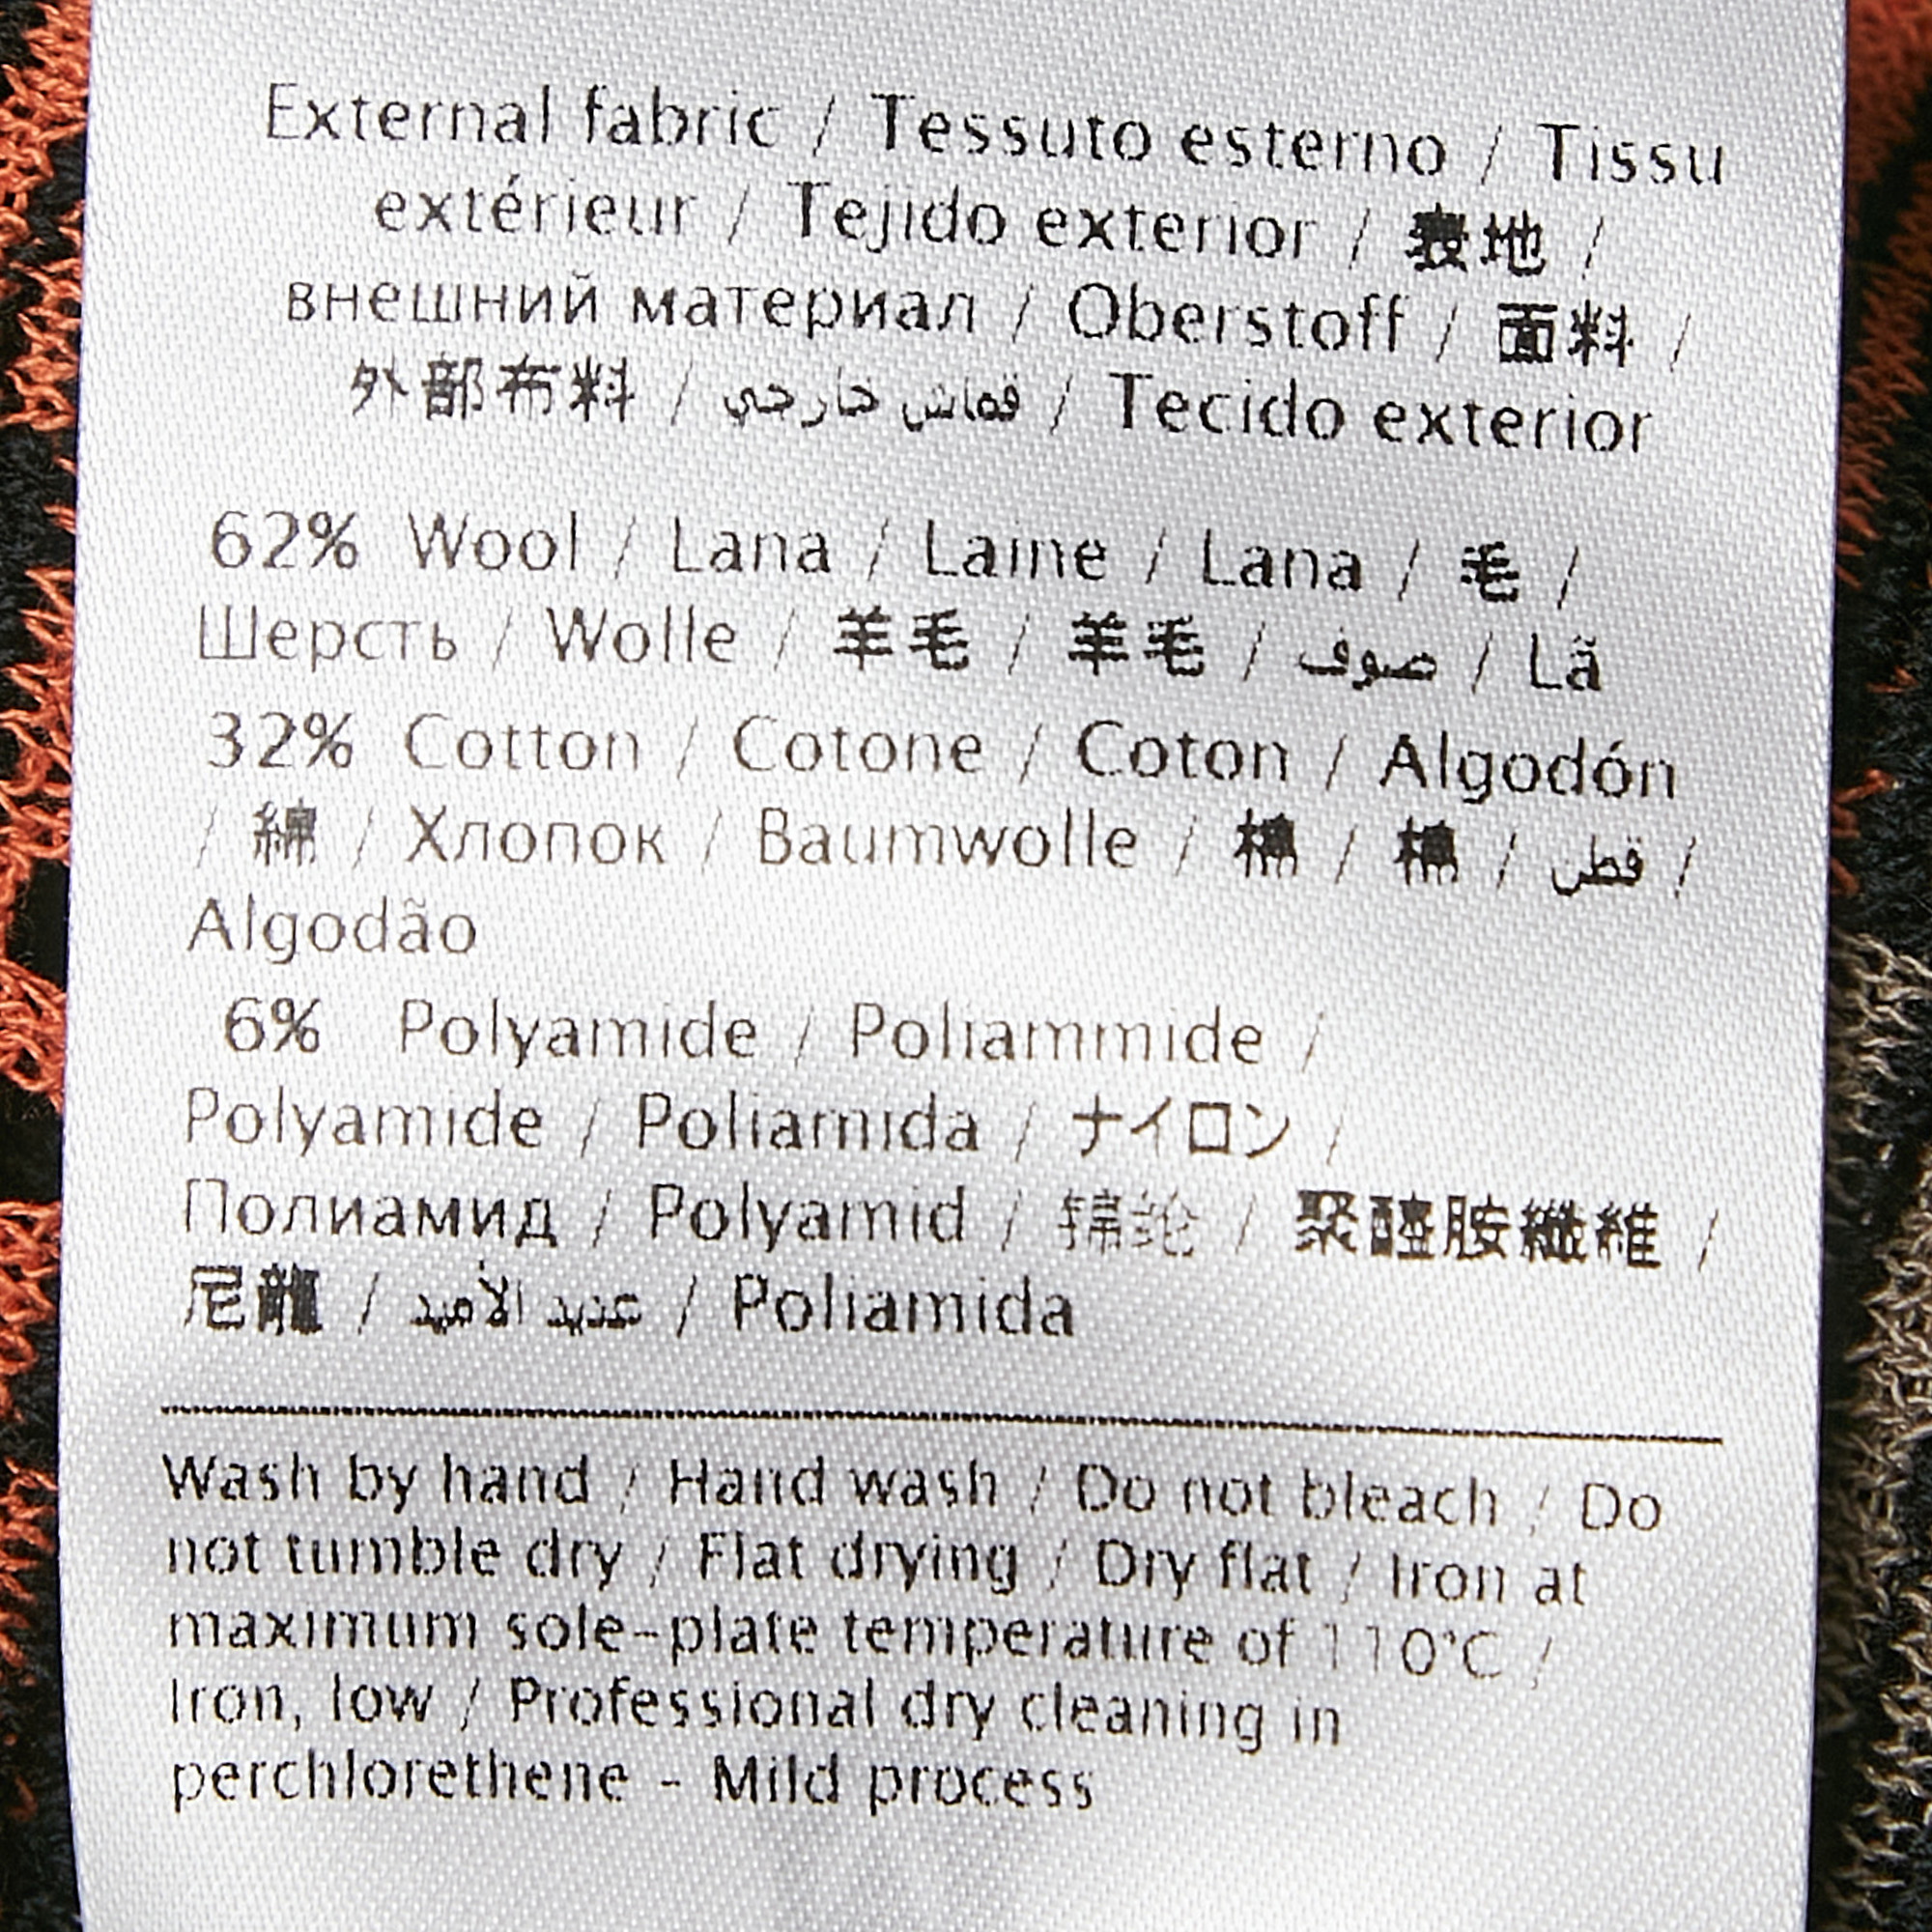 External fabric / Tessuto esterno / Tissu
extérieur / Tejido exterior / 表地 /
внешний материал / Oberstoff / 面料 /
外部布料 / قماش خارجي / Tecido exterior
62% Wool / Lana / Laine / Lana / 毛 /
Шерсть / Wolle / 羊毛 / 羊毛 / صوف / Lã
32% Cotton / Cotone / Coton / Algodón
/ 綿 / Хлопок / Baumwolle / 棉 / 棉 / قطن /
Algodão
6% Polyamide / Poliammide /
Polyamide / Poliamida / ナイロン /
Полиамид / Polyamid / 锦纶 / 聚醯胺纖維 /
尼龍 / عديد الأميد / Poliamida
Wash by hand / Hand wash / Do not bleach / Do
not tumble dry / Flat drying / Dry flat / Iron at
maximum sole-plate temperature of 110°C /
Iron, low / Professional dry cleaning in
perchlorethene - Mild process